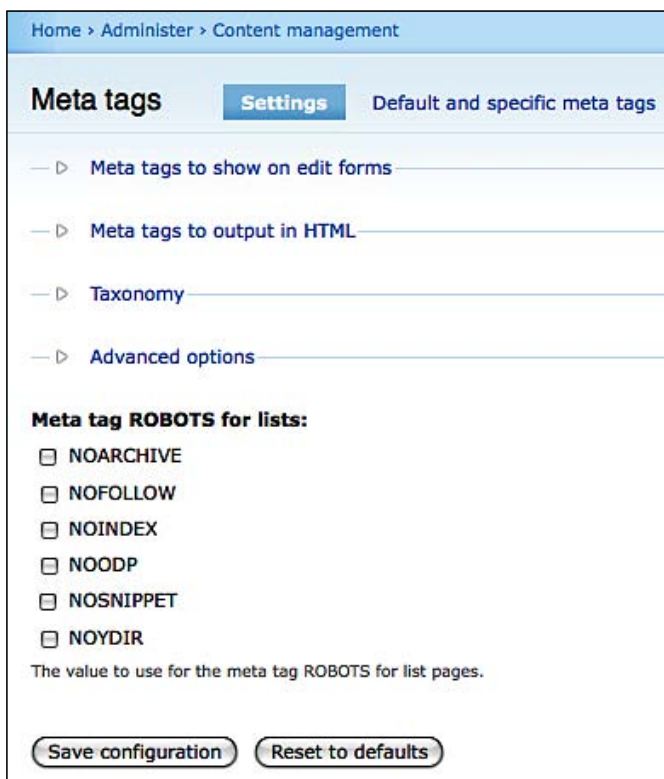 Home › Administer › Content management
Meta tags Settings Default and specific meta tags
Meta tags to show on edit forms
Meta tags to output in HTML
Taxonomy
Advanced options
Meta tag ROBOTS for lists:
NOARCHIVE
NOFOLLOW
NOINDEX
NOODP
NOSNIPPET
NOYDIR
The value to use for the meta tag ROBOTS for list pages.
Save configuration Reset to defaults